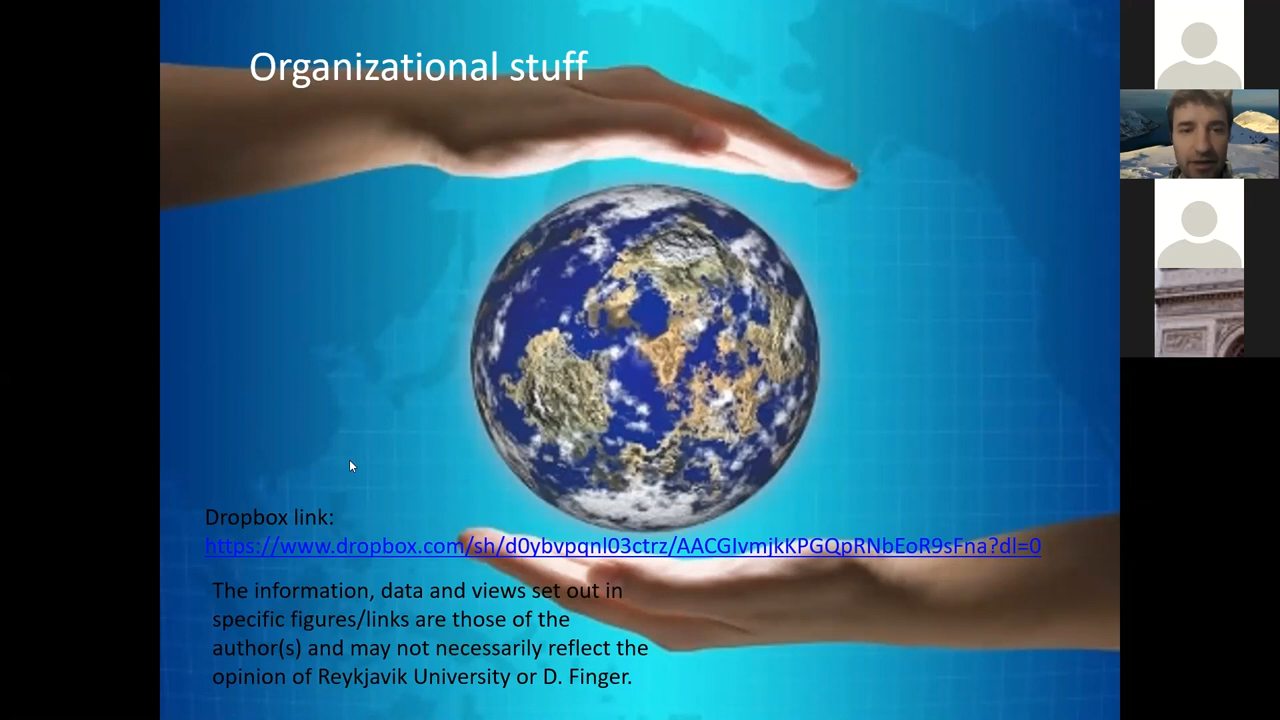 Organizational stuff
Dropbox link:
https://www.dropbox.com/sh/d0ybvpqnl03ctrz/AACGlvmjkKPGQpRNbEoR9sFna?dl=0
The information, data and views set out in
specific figures/links are those of the
author(s) and may not necessarily reflect the
opinion of Reykjavik University or D. Finger.